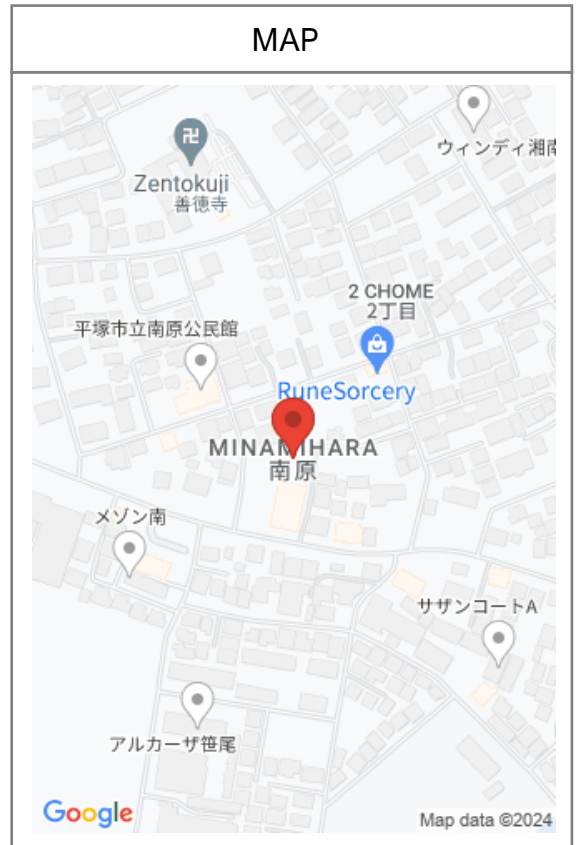 MAP
ウィンディ湘南
Zentokuji
善徳寺
2 CHOME
2丁目
平塚市立南原公民館
RuneSorcery
MINAMIHARA
南原
メゾン南
サザンコートA
アルカーザ笹尾
Google
Map data ©2024